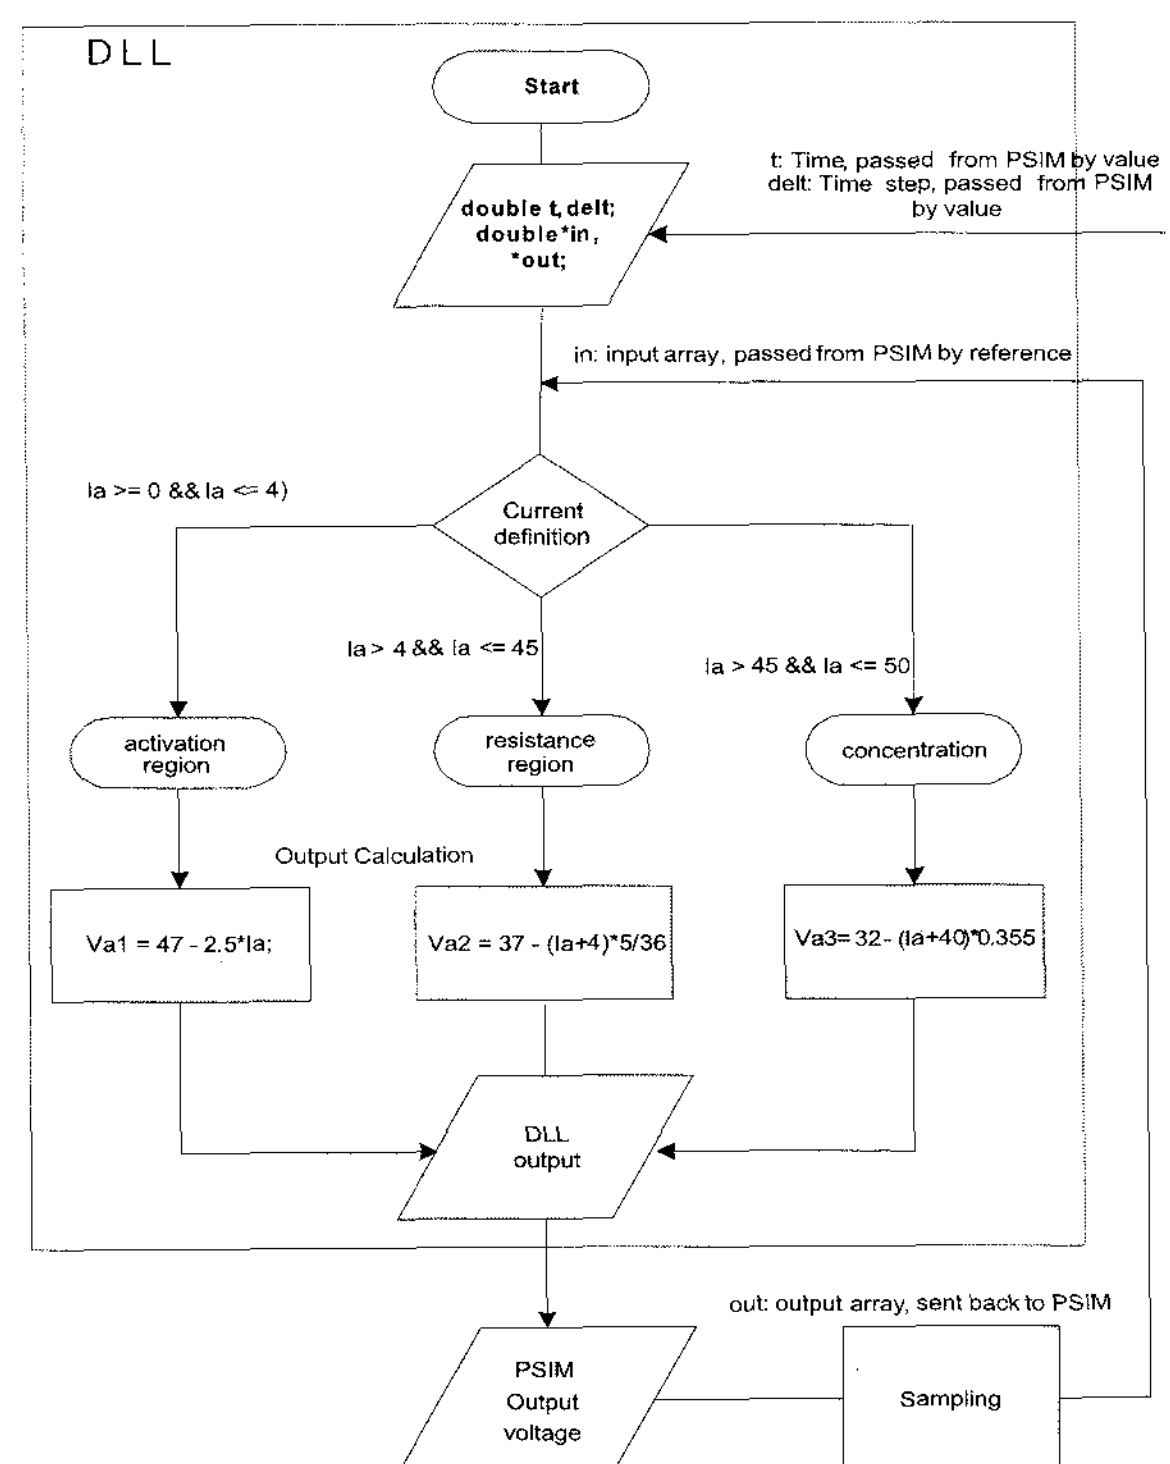 DLL
Start
t: Time, passed from PSIM by value
delt: Time step, passed from PSIM
by value
double t, delt;
double *in,
*out;
in: input array, passed from PSIM by reference
Ia >= 0 && Ia <= 4)
Current
definition
Ia > 4 && Ia <= 45
Ia > 45 && Ia <= 50
activation
region
resistance
region
concentration
Output Calculation
Va1 = 47 - 2.5*Ia;
Va2 = 37 - (Ia+4)*5/36
Va3= 32- (Ia+40)*0.355
DLL
output
out: output array, sent back to PSIM
PSIM
Output
voltage
Sampling